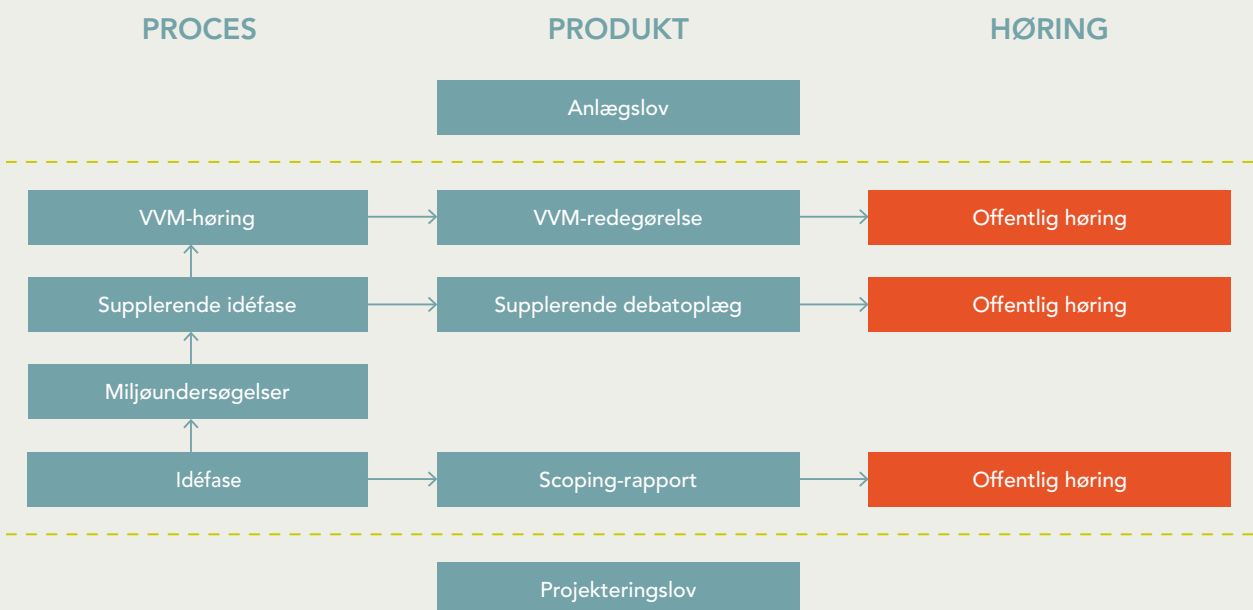 PROCES
PRODUKT
HØRING
Anlægslov
VVM-høring
VVM-redegørelse
Offentlig høring
Supplerende idéfase
Supplerende debatoplæg
Offentlig høring
Miljøundersøgelser
Idéfase
Scoping-rapport
Offentlig høring
Projekteringslov